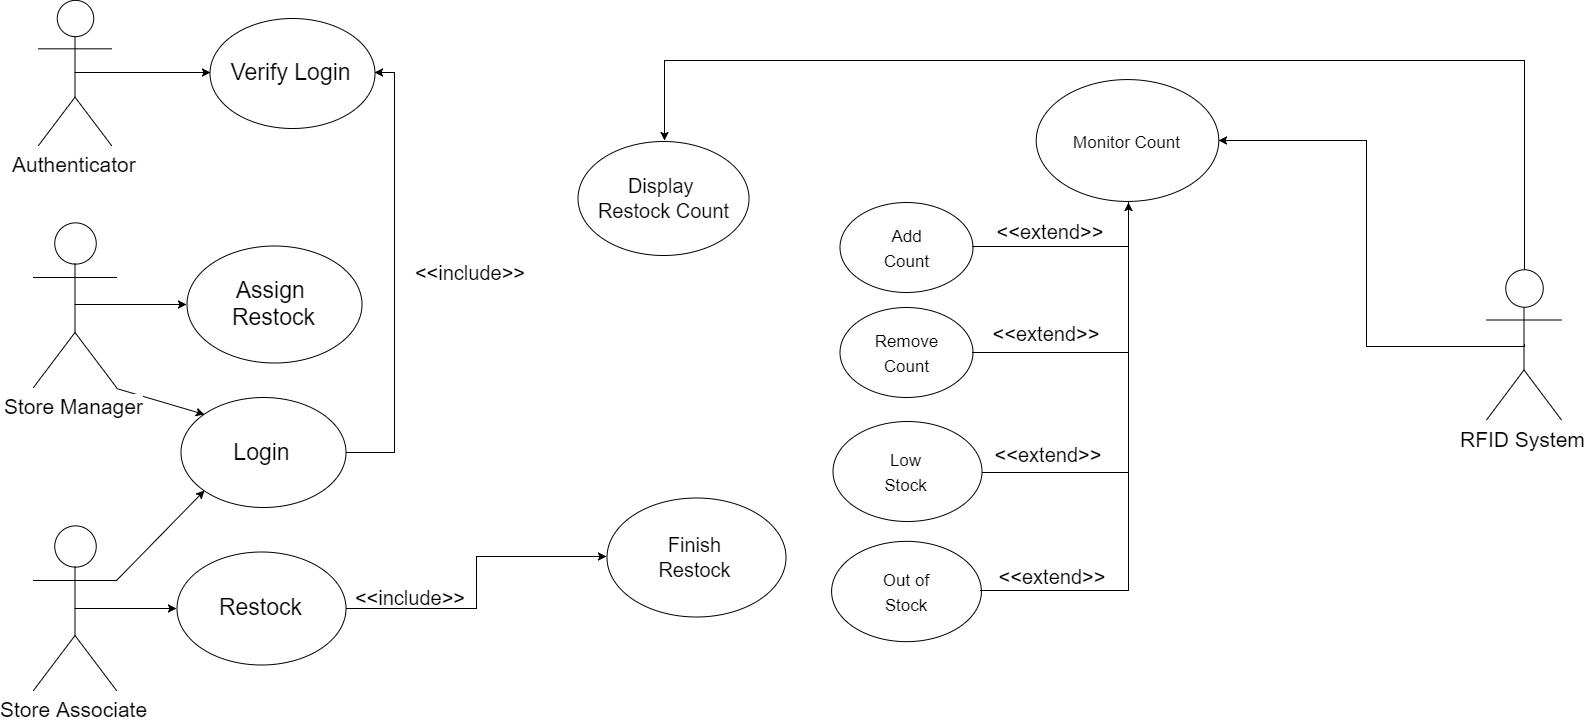 Verify Login
Authenticator
Monitor Count
Display
Restock Count
Add
Count
<<extend>>
<<include>>
Assign
Restock
Remove
Count
<<extend>>
Store Manager
RFID System
Login
Low
Stock
<<extend>>
Finish
Restock
Out of
Stock
<<extend>>
Restock
<<include>>
Store Associate